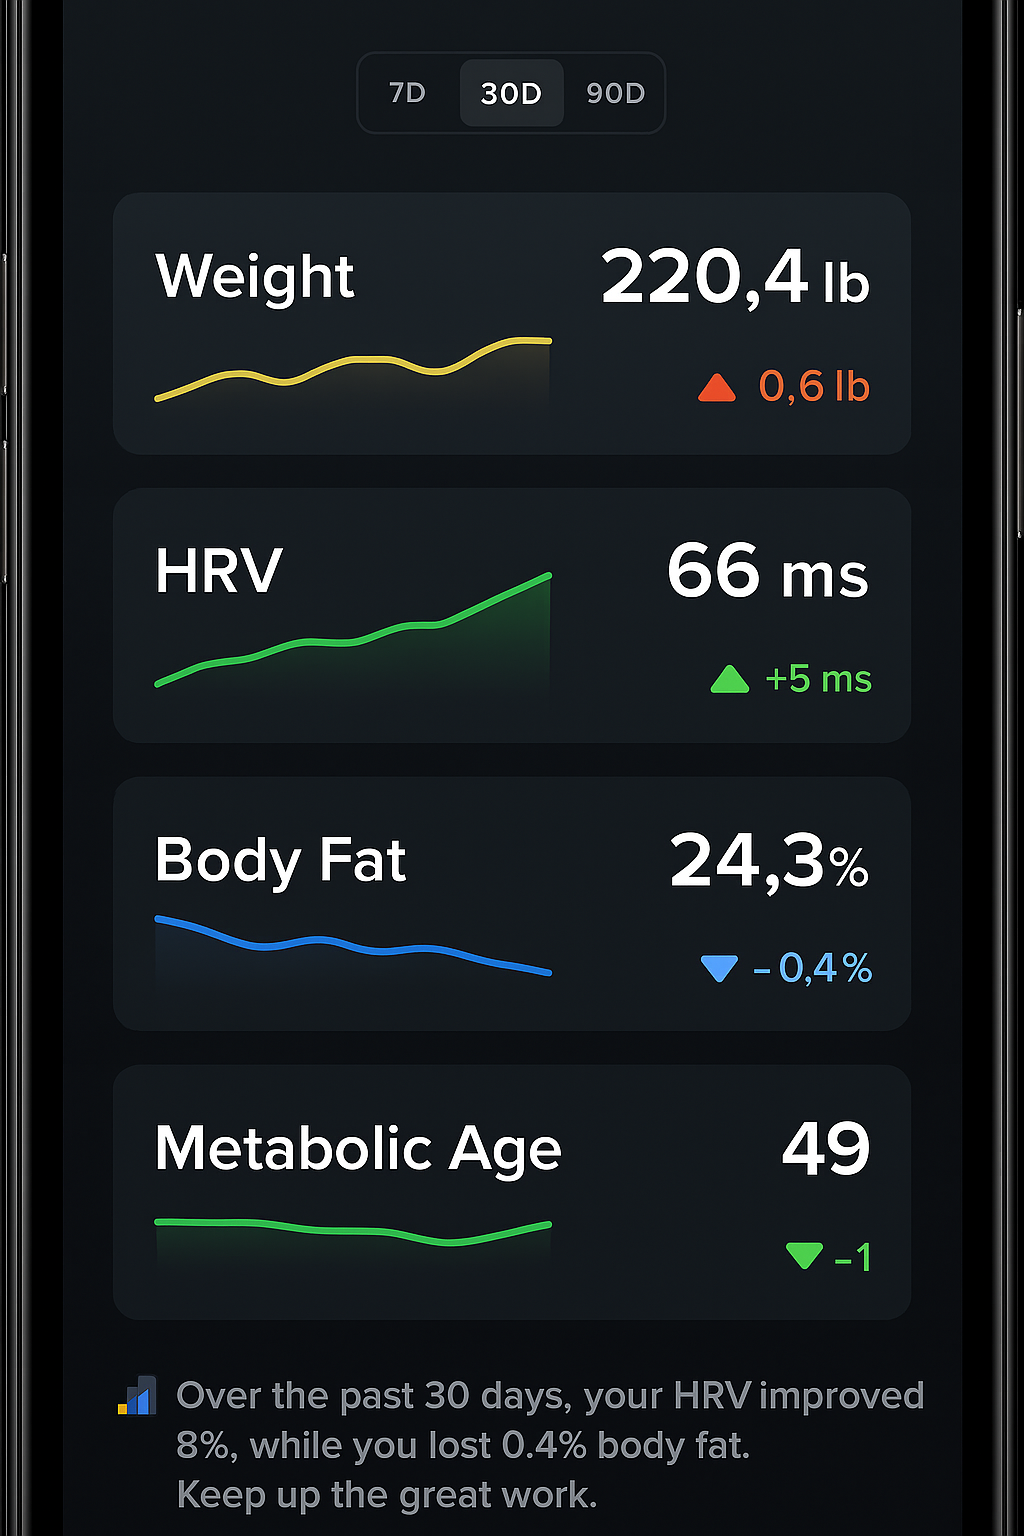 7D 30D 90D
Weight 220,4 lb
0,6 lb
HRV 66 ms
+5 ms
Body Fat 24,3%
– 0,4%
Metabolic Age 49
–1
Over the past 30 days, your HRV improved
8%, while you lost 0.4% body fat.
Keep up the great work.